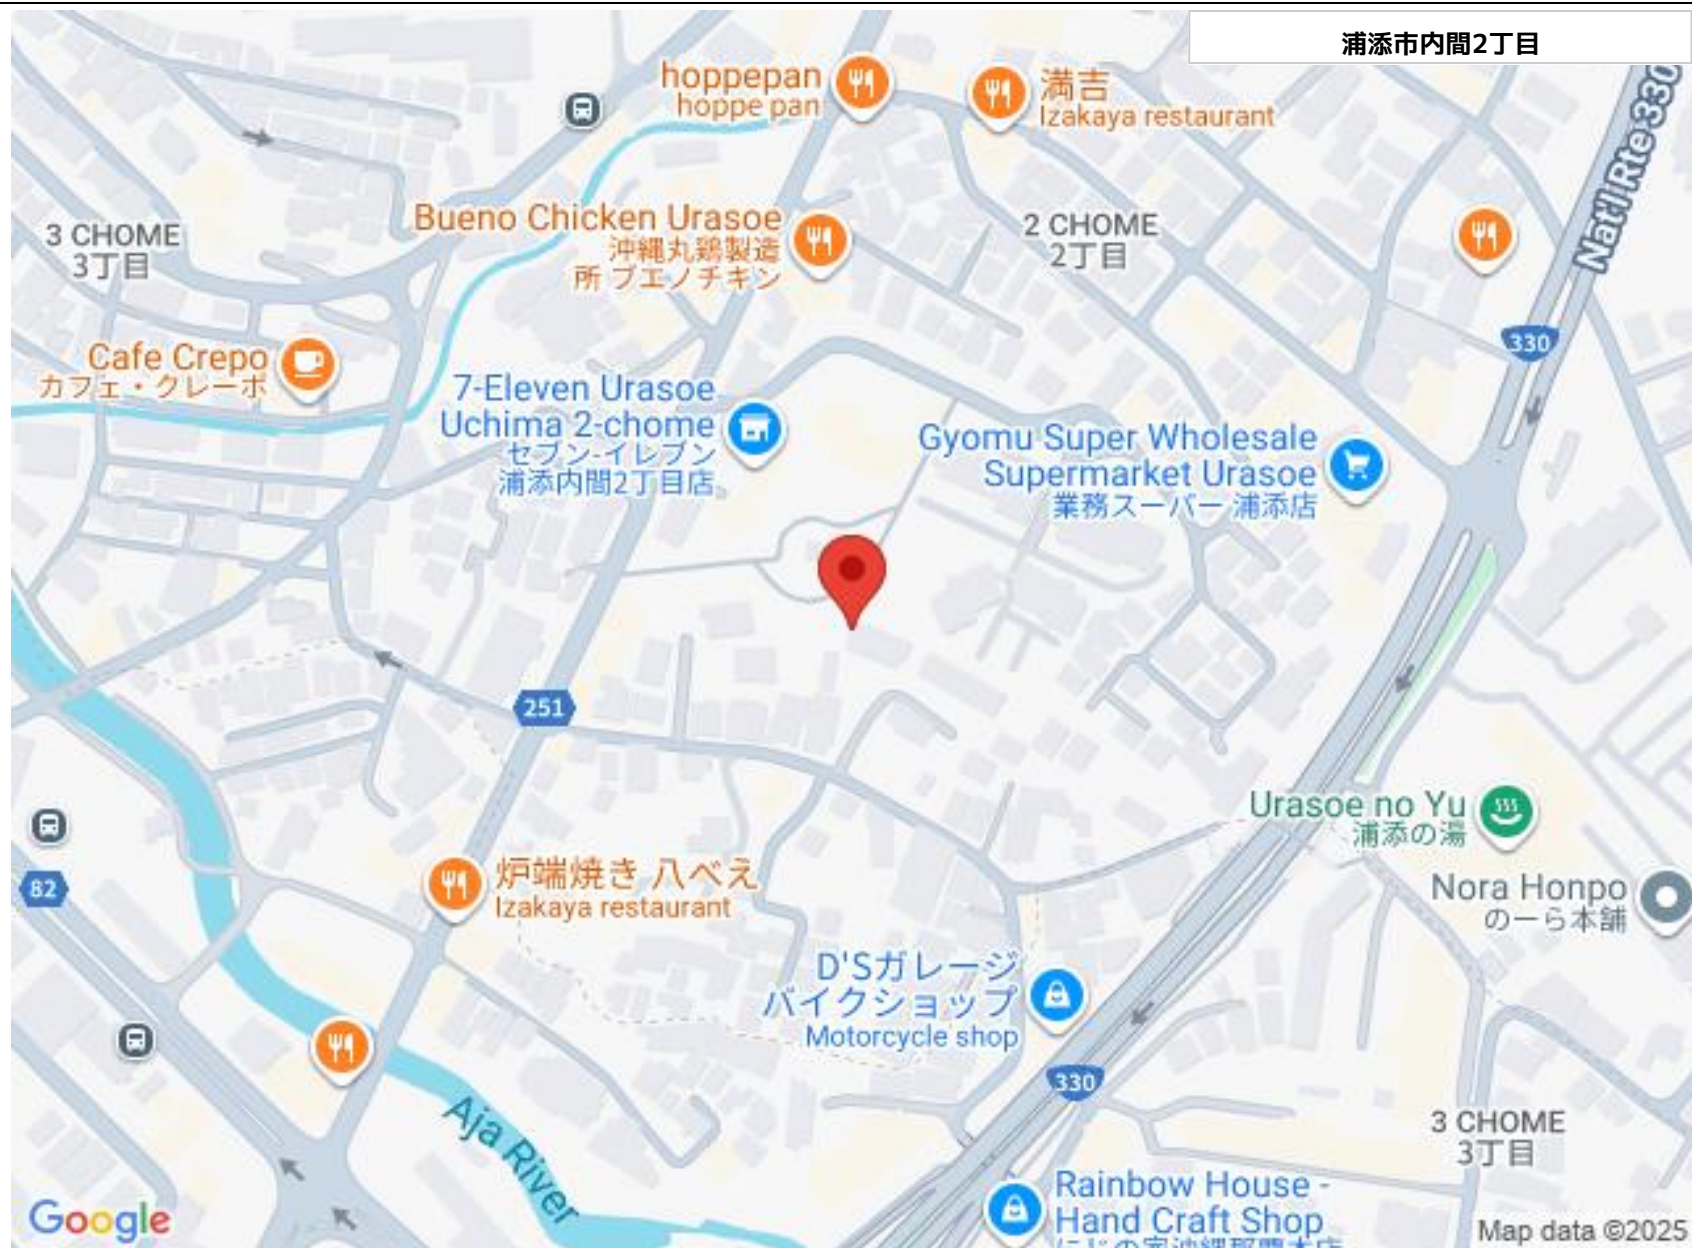 浦添市内間2丁目
hoppepan
hoppe pan
満吉
Izakaya restaurant
Nat'l Rte 330
3 CHOME
3丁目
Bueno Chicken Urasoe
沖縄丸鶏製造
所 ブエノチキン
2 CHOME
2丁目
330
Cafe Crepo
カフェ・クレーポ
7-Eleven Urasoe
Uchima 2-chome
セブン-イレブン
浦添内間2丁目店
Gyomu Super Wholesale
Supermarket Urasoe
業務スーパー 浦添店
251
Urasoe no Yu
浦添の湯
82
炉端焼き 八べえ
Izakaya restaurant
Nora Honpo
のーら本舗
D'Sガレージ
バイクショップ
Motorcycle shop
330
Aja River
3 CHOME
3丁目
Rainbow House -
Hand Craft Shop
Google
Map data ©2025